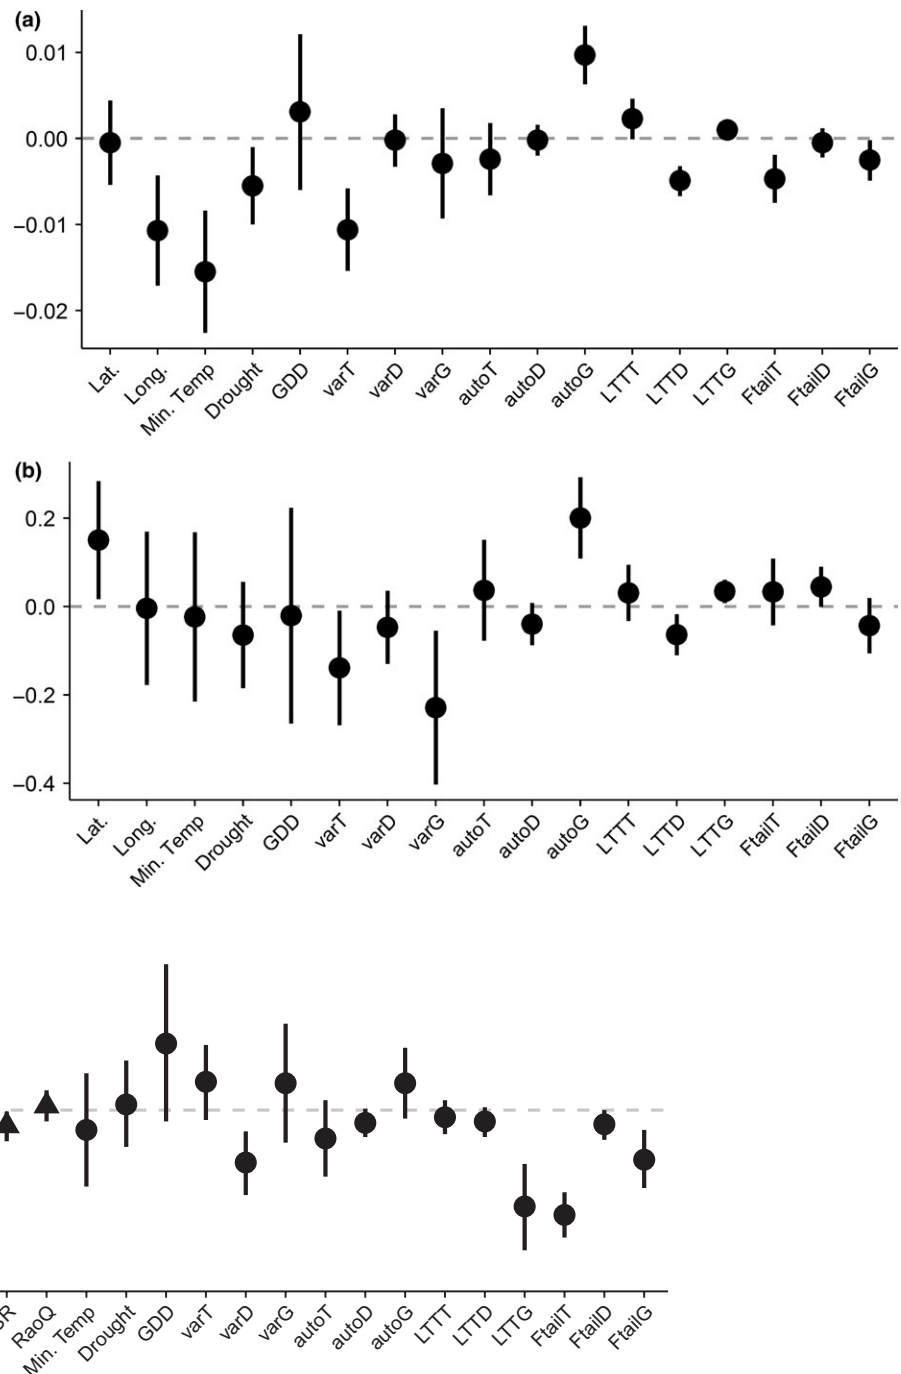 (a)
0.01
0.00
−0.01
−0.02
Lat. Long. Min. Temp Drought GDD varT varD varG autoT autoD autoG LTTT LTTD LTTG FtailT FtailD FtailG
(b)
0.2
0.0
−0.2
−0.4
Lat. Long. Min. Temp Drought GDD varT varD varG autoT autoD autoG LTTT LTTD LTTG FtailT FtailD FtailG
RaoQ Min. Temp Drought GDD varT varD varG autoT autoD autoG LTTT LTTD LTTG FtailT FtailD FtailG